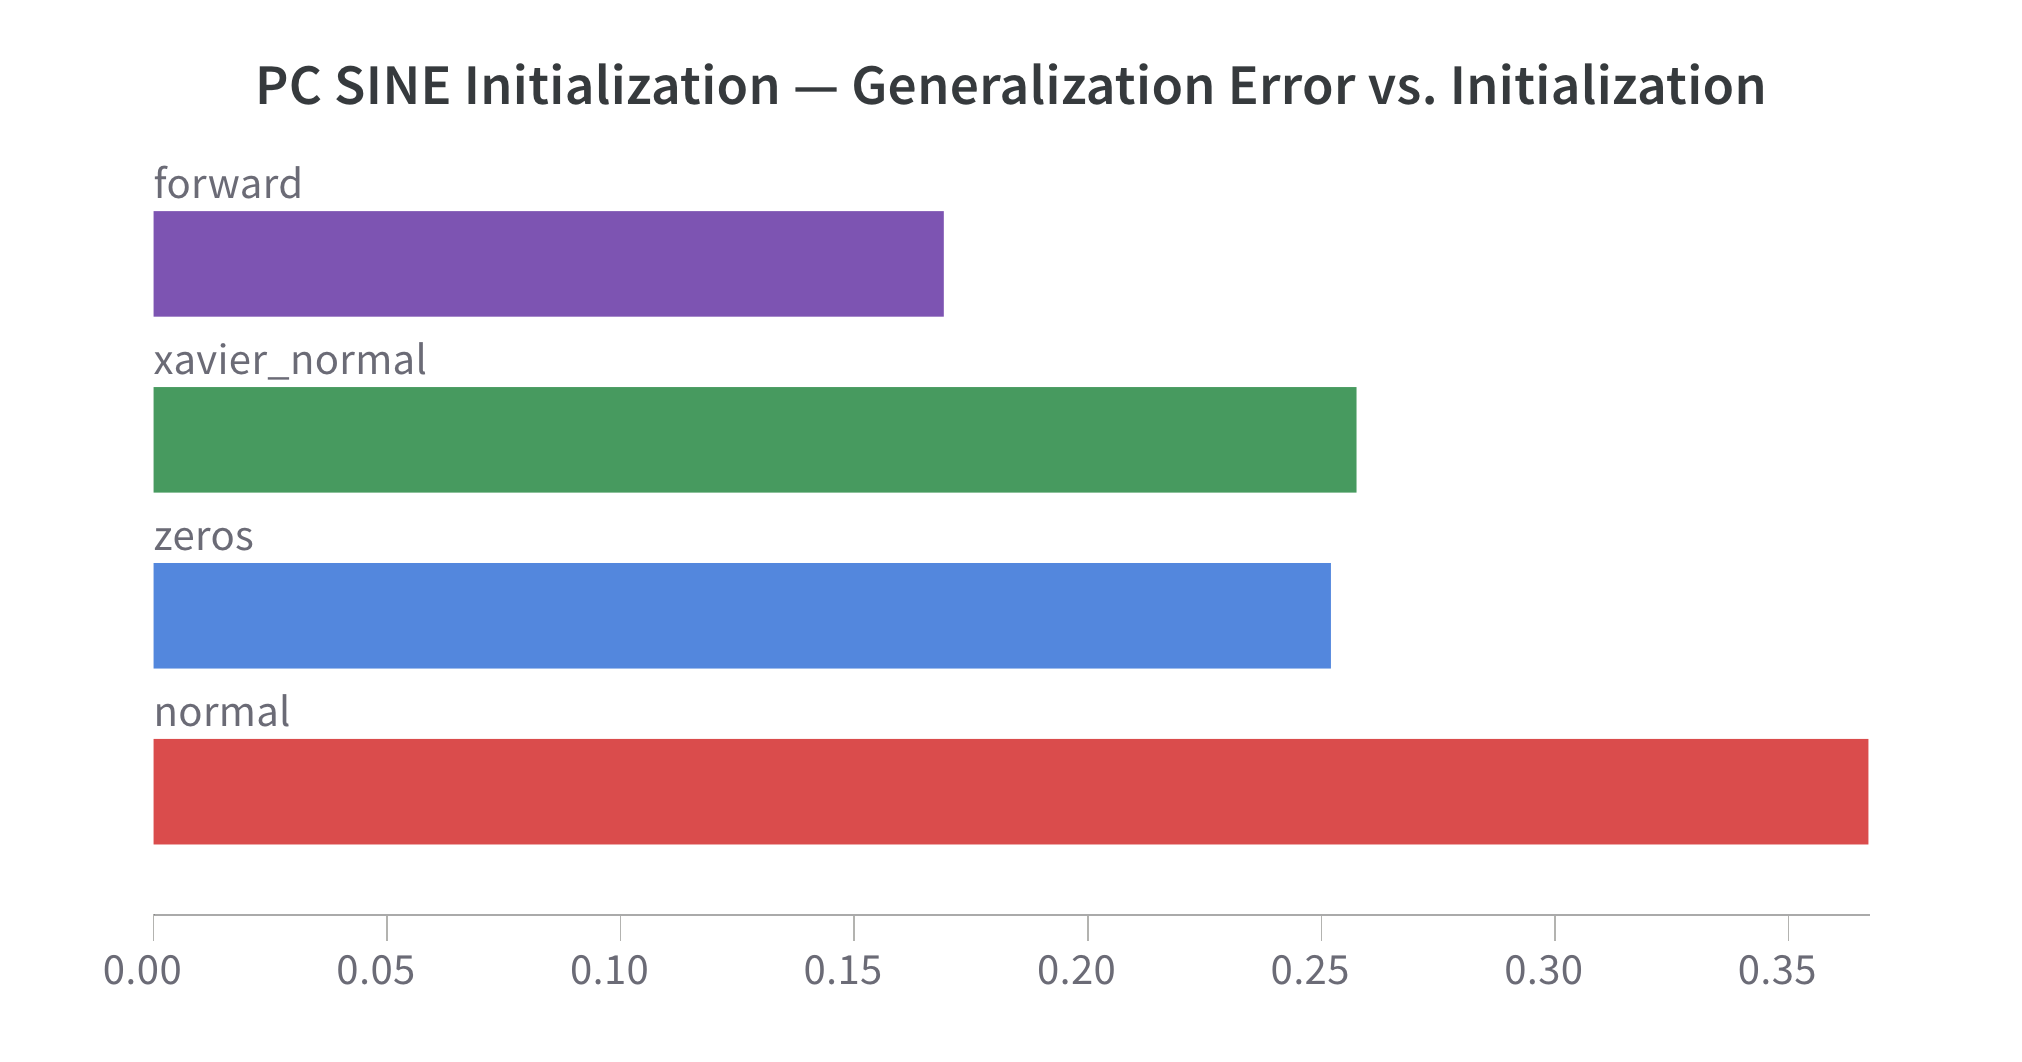 PC SINE Initialization — Generalization Error vs. Initialization
forward
xavier_normal
zeros
normal
0.00 0.05 0.10 0.15 0.20 0.25 0.30 0.35